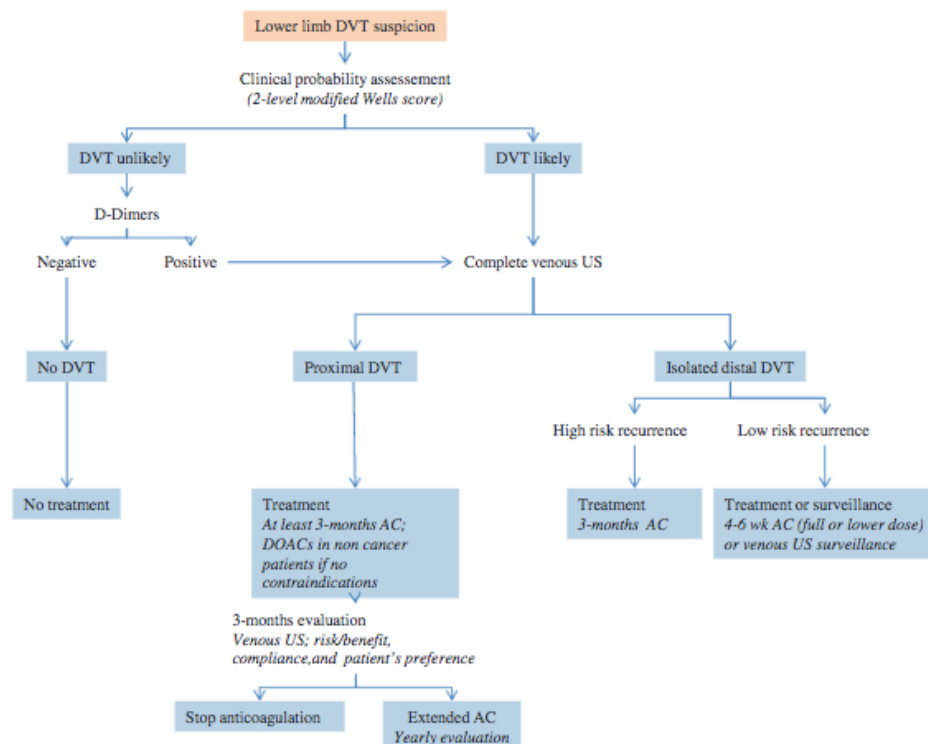 Lower limb DVT suspicion
Clinical probability assessement
(2-level modified Wells score)
DVT unlikely
DVT likely
D-Dimers
Negative
Positive
Complete venous US
No DVT
Proximal DVT
Isolated distal DVT
High risk recurrence
Low risk recurrence
No treatment
Treatment
At least 3-months AC;
DOACs in non cancer
patients if no
contraindications
Treatment
3-months AC
Treatment or surveillance
4-6 wk AC (full or lower dose)
or venous US surveillance
3-months evaluation
Venous US; risk/benefit,
compliance,and patient's preference
Stop anticoagulation
Extended AC
Yearly evaluation